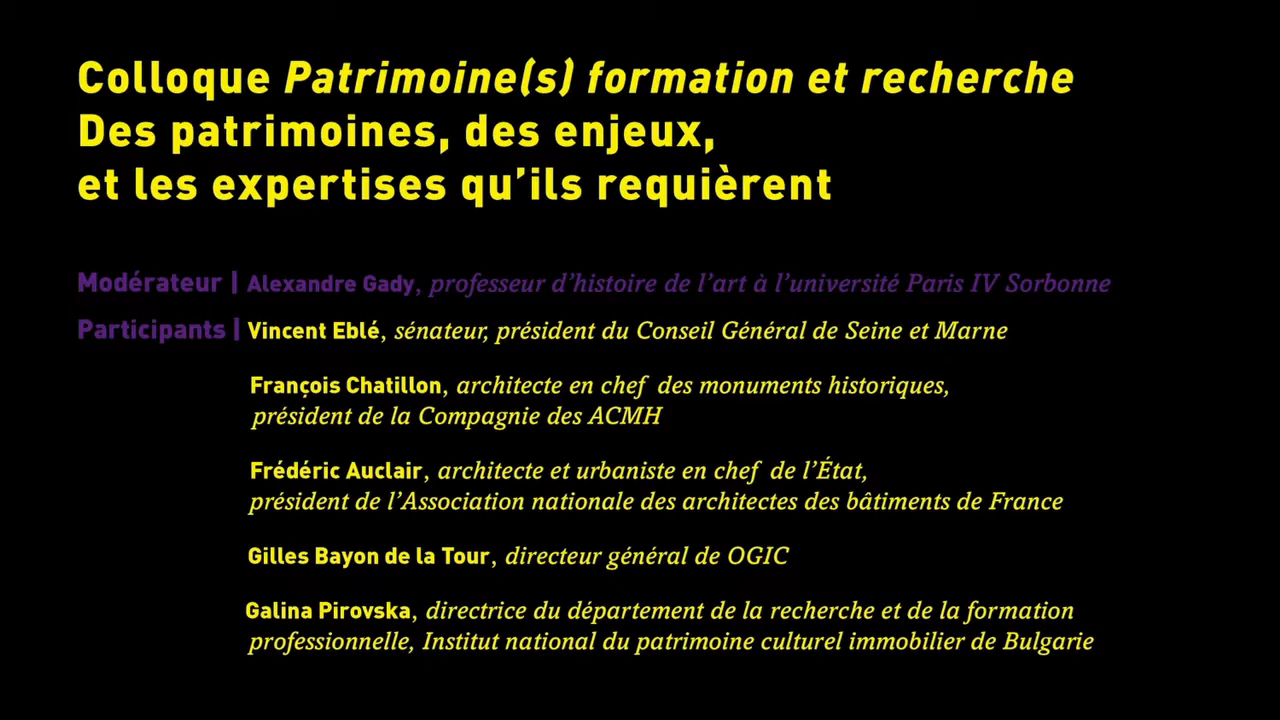 Colloque Patrimoine(s) formation et recherche
Des patrimoines, des enjeux,
et les expertises qu’ils requièrent
Modérateur | Alexandre Gady, professeur d’histoire de l’art à l’université Paris IV Sorbonne
Participants | Vincent Eblé, sénateur, président du Conseil Général de Seine et Marne
François Chatillon, architecte en chef des monuments historiques,
président de la Compagnie des ACMH
Frédéric Auclair, architecte et urbaniste en chef de l’État,
président de l’Association nationale des architectes des bâtiments de France
Gilles Bayon de la Tour, directeur général de OGIC
Galina Pirovska, directrice du département de la recherche et de la formation
professionnelle, Institut national du patrimoine culturel immobilier de Bulgarie